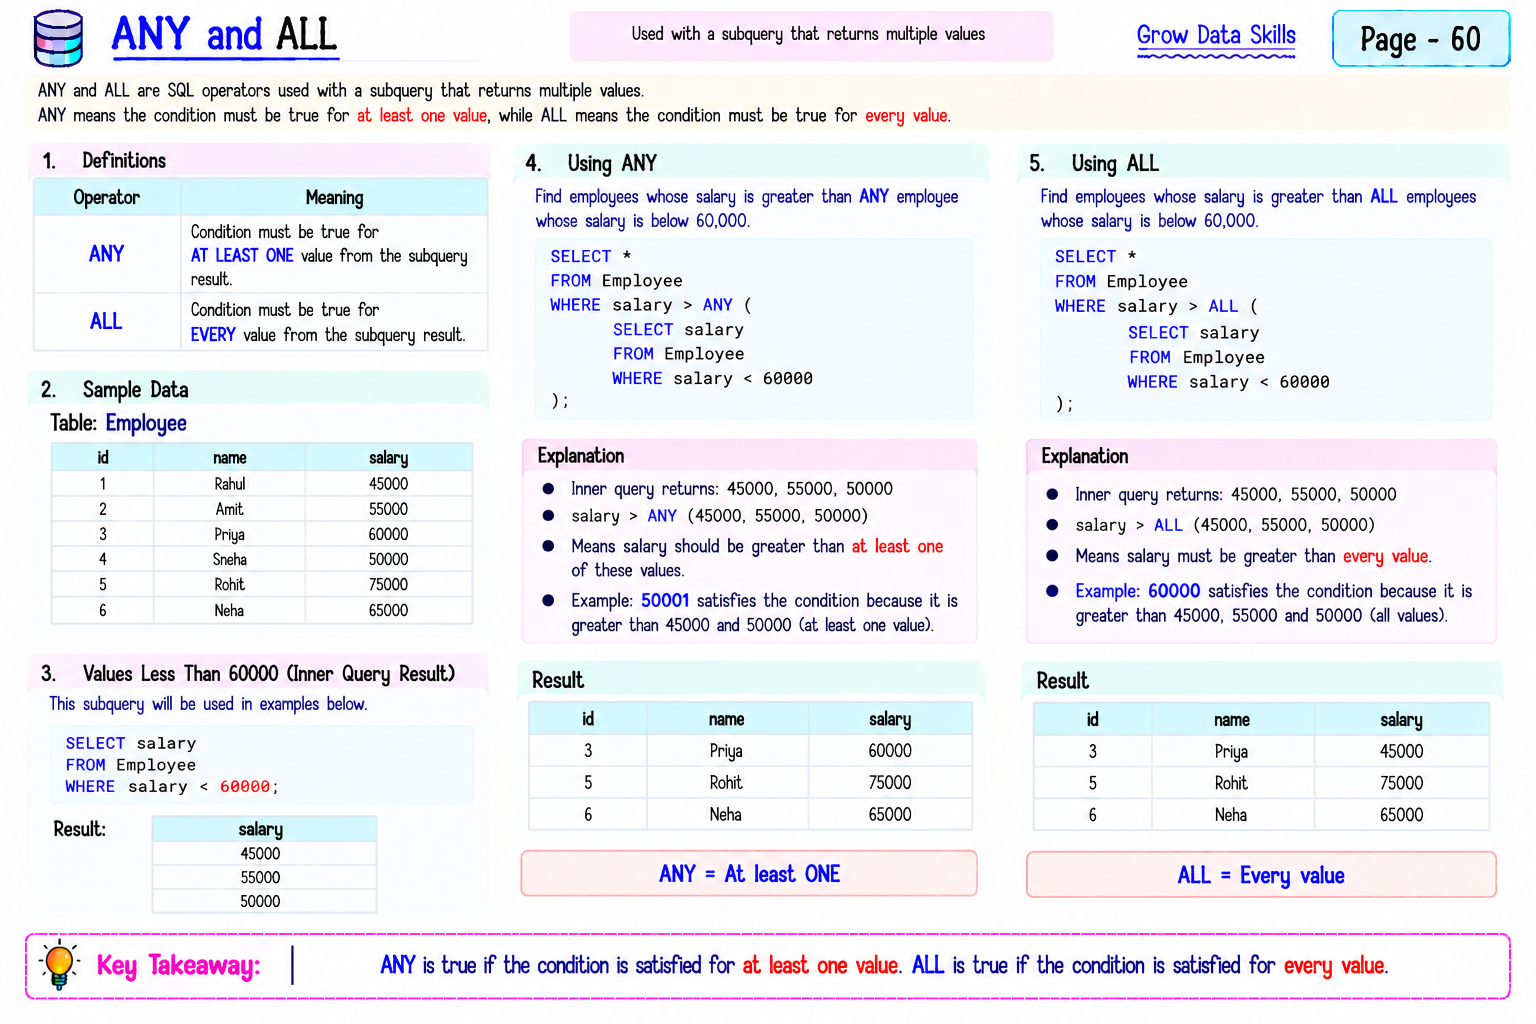 ANY and ALL
Used with a subquery that returns multiple values
Grow Data Skills
Page - 60
ANY and ALL are SQL operators used with a subquery that returns multiple values.
ANY means the condition must be true for at least one value, while ALL means the condition must be true for every value.
1. Definitions
Operator Meaning
ANY
Condition must be true for
AT LEAST ONE value from the subquery
result.
ALL
Condition must be true for
EVERY value from the subquery result.
2. Sample Data
Table: Employee
id name salary
1 Rahul 45000
2 Amit 55000
3 Priya 60000
4 Sneha 50000
5 Rohit 75000
6 Neha 65000
3. Values Less Than 60000 (Inner Query Result)
This subquery will be used in examples below.
SELECT salary
FROM Employee
WHERE salary < 60000;
Result:
salary
45000
55000
50000
4. Using ANY
Find employees whose salary is greater than ANY employee
whose salary is below 60,000.
SELECT *
FROM Employee
WHERE salary > ANY (
SELECT salary
FROM Employee
WHERE salary < 60000
);
Explanation
● Inner query returns: 45000, 55000, 50000
● salary > ANY (45000, 55000, 50000)
● Means salary should be greater than at least one
of these values.
● Example: 50001 satisfies the condition because it is
greater than 45000 and 50000 (at least one value).
Result
id name salary
3 Priya 60000
5 Rohit 75000
6 Neha 65000
ANY = At least ONE
5. Using ALL
Find employees whose salary is greater than ALL employees
whose salary is below 60,000.
SELECT *
FROM Employee
WHERE salary > ALL (
SELECT salary
FROM Employee
WHERE salary < 60000
);
Explanation
● Inner query returns: 45000, 55000, 50000
● salary > ALL (45000, 55000, 50000)
● Means salary must be greater than every value.
● Example: 60000 satisfies the condition because it is
greater than 45000, 55000 and 50000 (all values).
Result
id name salary
3 Priya 45000
5 Rohit 75000
6 Neha 65000
ALL = Every value
Key Takeaway:
ANY is true if the condition is satisfied for at least one value. ALL is true if the condition is satisfied for every value.